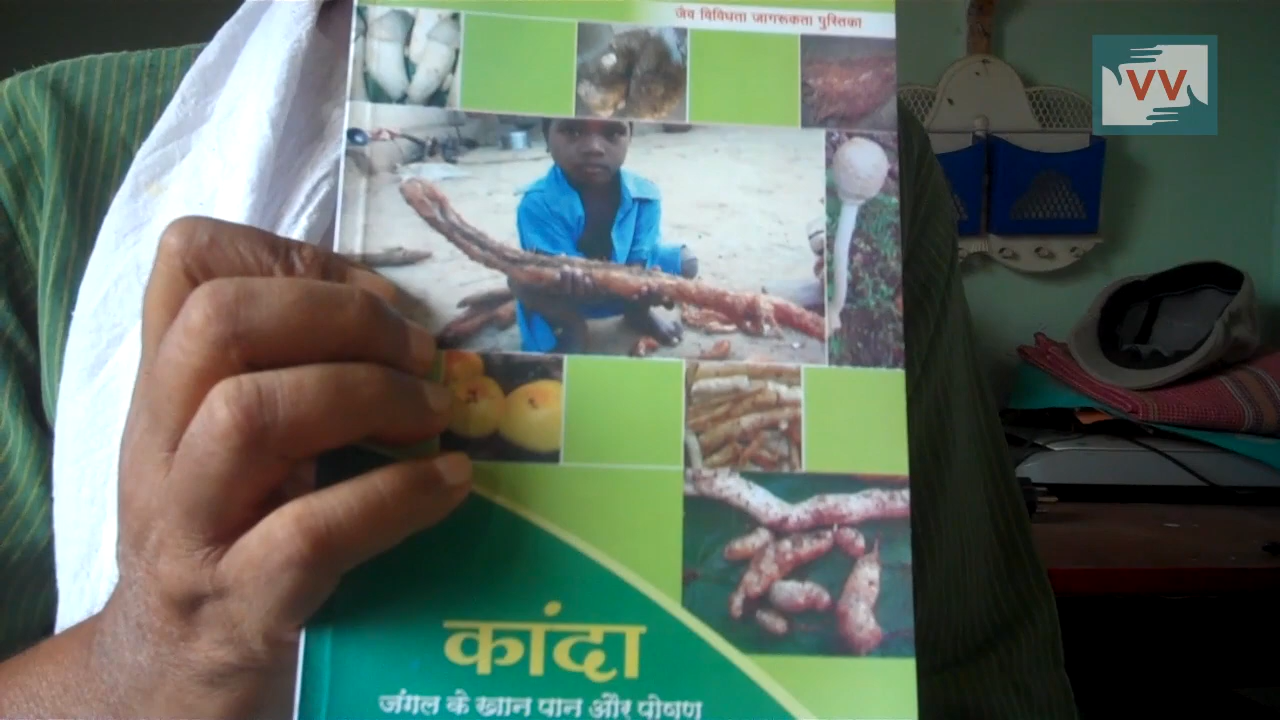 जैव विविधता जागरूकता पुस्तिका
VV
कांदा
जंगल के खान पान और पोषण